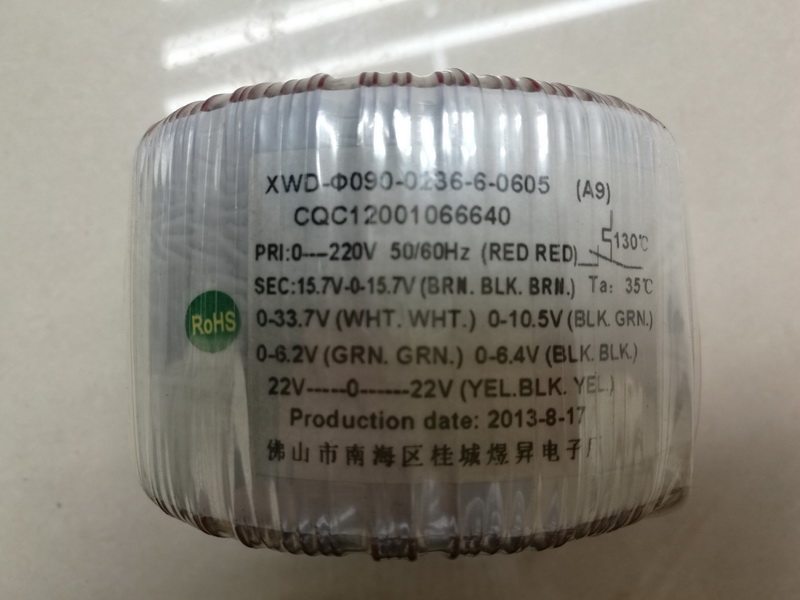 XWD-Φ090-0236-6-0605 (A9)
CQC12001066640
PRI:0---220V 50/60Hz (RED RED) 130℃
SEC:15.7V-0-15.7V (BRN. BLK. BRN.) Ta: 35℃
RoHS
0-33.7V (WHT. WHT.) 0-10.5V (BLK. GRN.)
0-6.2V (GRN. GRN.) 0-6.4V (BLK. BLK.)
22V-----0------22V (YEL.BLK. YEL.)
Production date: 2013-8-17
佛山市南海区桂城煜昇电子厂